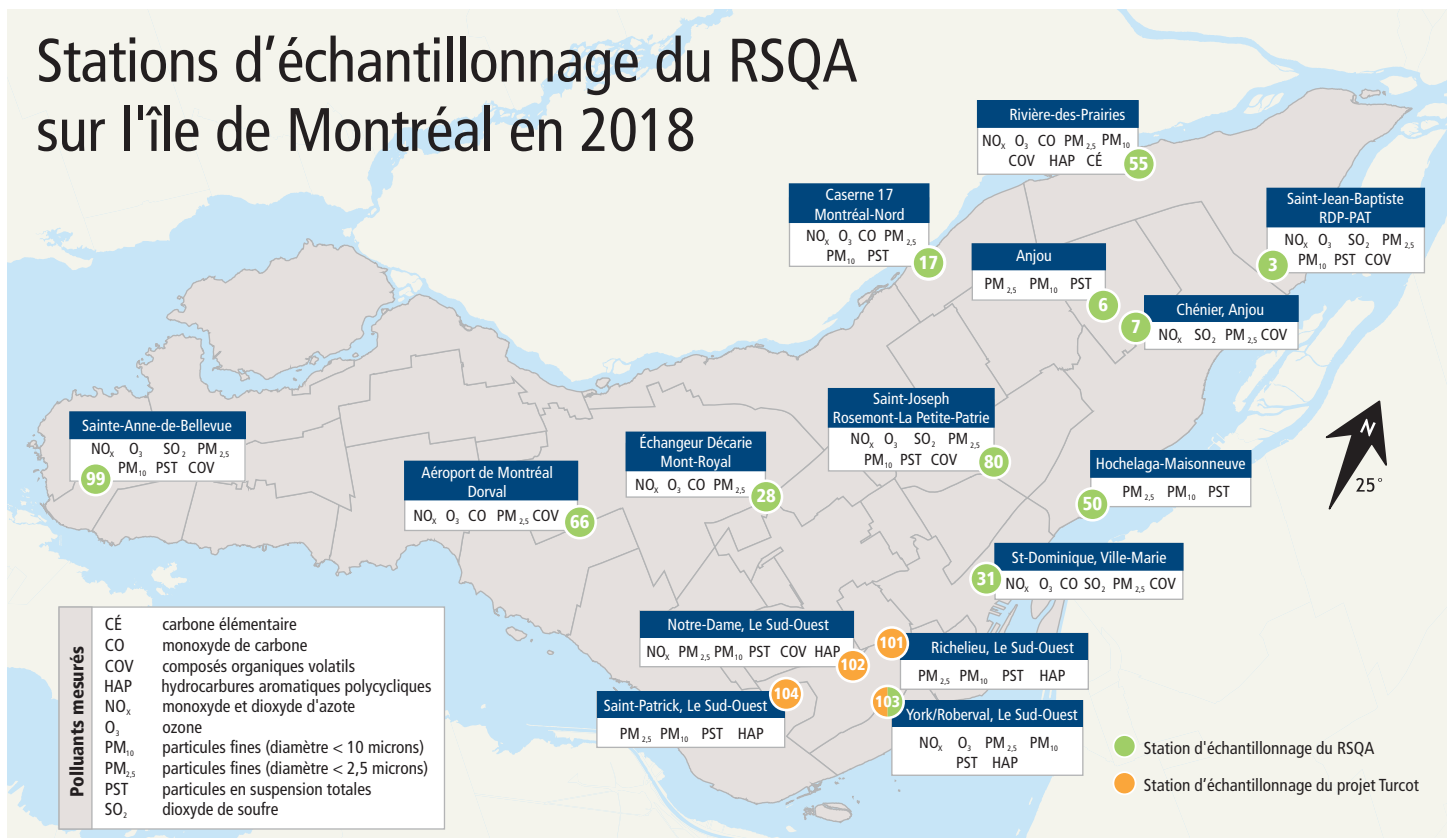 Stations d’échantillonnage du RSQA
sur l'île de Montréal en 2018
Rivière-des-Prairies
NOX O3 CO PM2,5 PM10
COV HAP CÉ
55
Caserne 17
Montréal-Nord
NOX O3 CO PM2,5
PM10 PST
17
Saint-Jean-Baptiste
RDP-PAT
NOX O3 SO2 PM2,5
PM10 PST COV
3
Anjou
PM2,5 PM10 PST
6
Chénier, Anjou
NOX SO2 PM2,5 COV
7
Saint-Joseph
Rosemont-La Petite-Patrie
NOX O3 SO2 PM2,5
PM10 PST COV
80
Sainte-Anne-de-Bellevue
NOX O3 SO2 PM2,5
PM10 PST COV
99
Échangeur Décarie
Mont-Royal
NOX O3 CO PM2,5
28
Aéroport de Montréal
Dorval
NOX O3 CO PM2,5 COV
66
Hochelaga-Maisonneuve
PM2,5 PM10 PST
50
N
25°
St-Dominique, Ville-Marie
NOX O3 CO SO2 PM2,5 COV
31
Notre-Dame, Le Sud-Ouest
NOX PM2,5 PM10 PST COV HAP
102
101
Richelieu, Le Sud-Ouest
PM2,5 PM10 PST HAP
Saint-Patrick, Le Sud-Ouest
PM2,5 PM10 PST HAP
104
103
York/Roberval, Le Sud-Ouest
NOX O3 PM2,5 PM10
PST HAP
Polluants mesurés
CÉ carbone élémentaire
CO monoxyde de carbone
COV composés organiques volatils
HAP hydrocarbures aromatiques polycycliques
NOX monoxyde et dioxyde d'azote
O3 ozone
PM10 particules fines (diamètre < 10 microns)
PM2,5 particules fines (diamètre < 2,5 microns)
PST particules en suspension totales
SO2 dioxyde de soufre
Station d'échantillonnage du RSQA
Station d’échantillonnage du projet Turcot